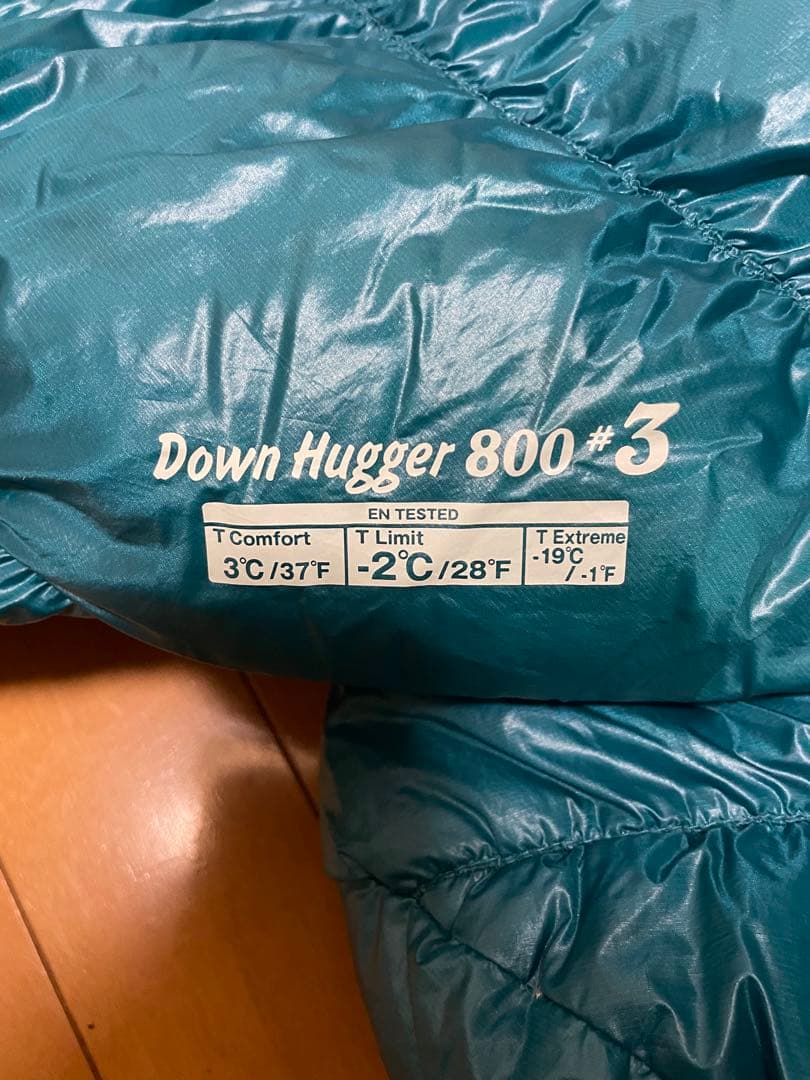 Down Hugger 800 #3
EN TESTED
T Comfort
3℃/37℉
T Limit
-2℃/28℉
T Extreme
-19℃
/ -1℉